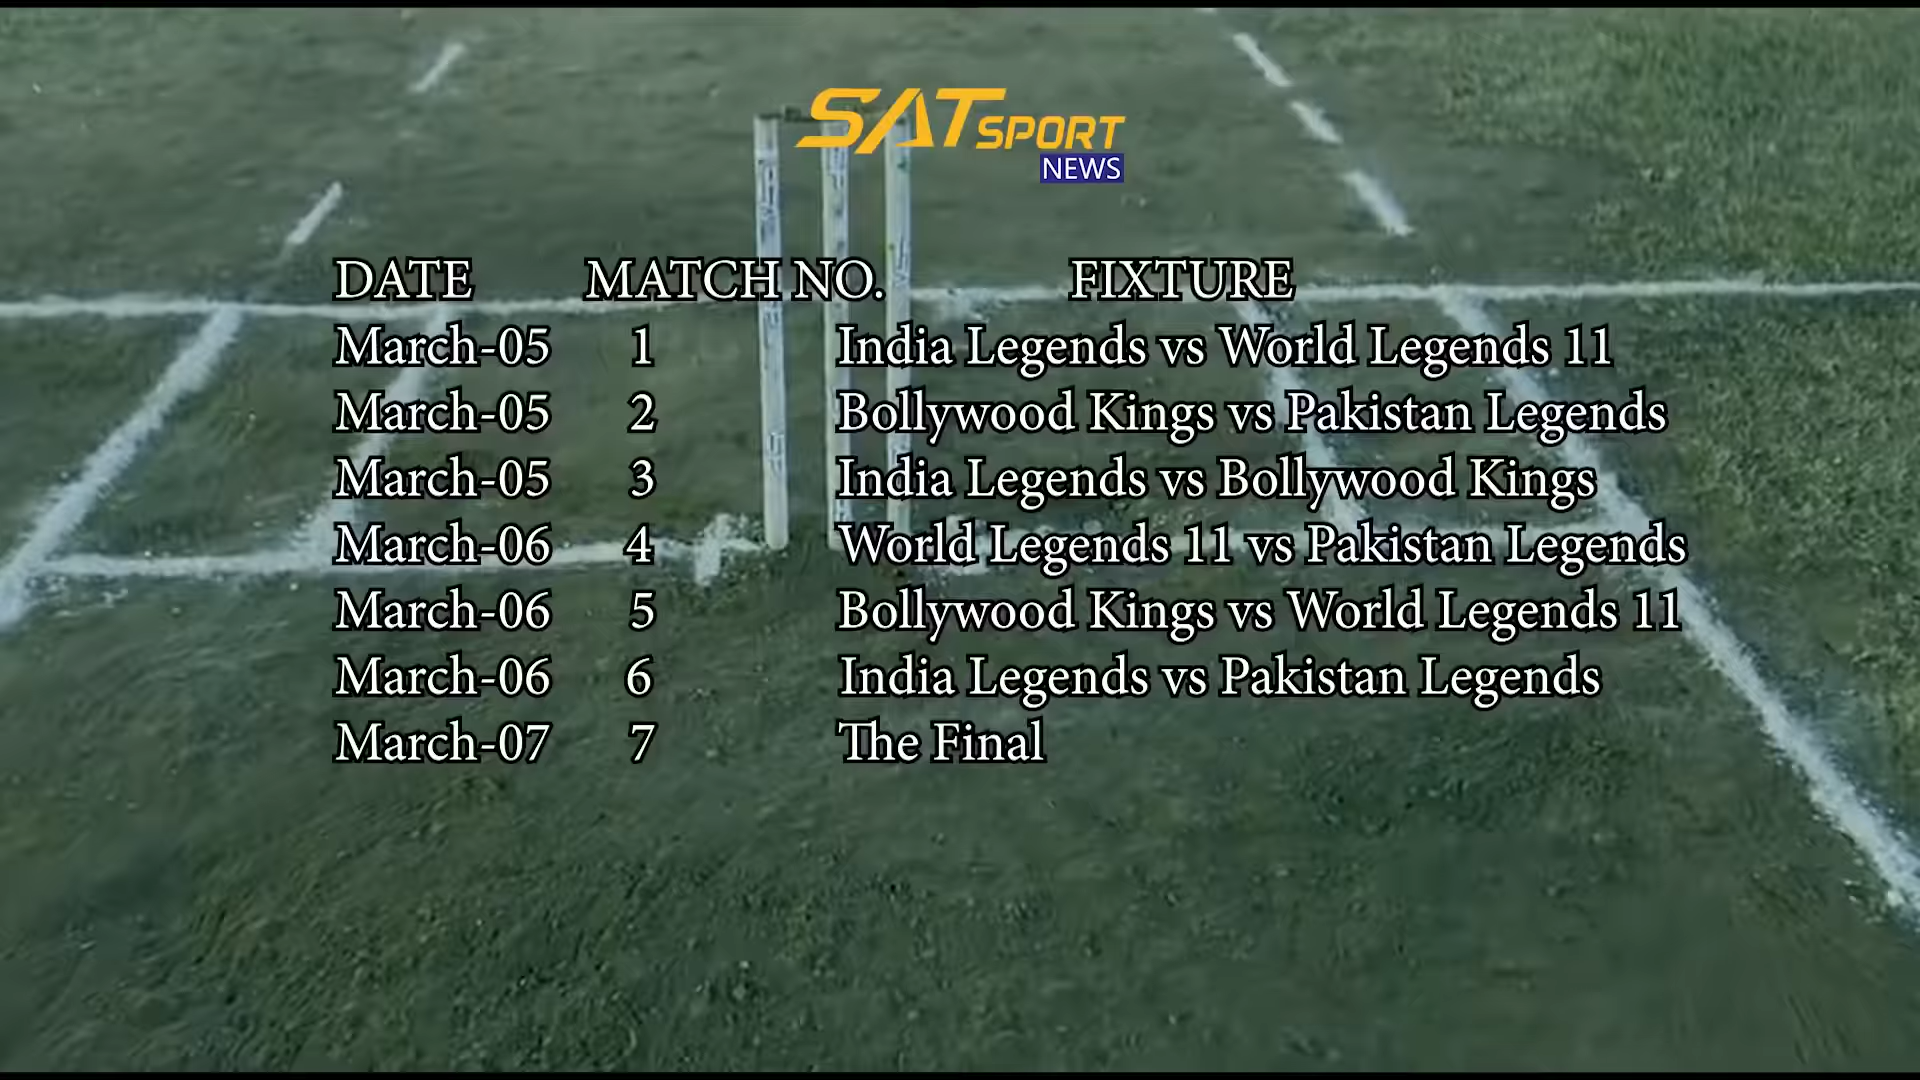 SATSPORT
NEWS
DATE MATCH NO. FIXTURE
March-05 1 India Legends vs World Legends 11
March-05 2 Bollywood Kings vs Pakistan Legends
March-05 3 India Legends vs Bollywood Kings
March-06 4 World Legends 11 vs Pakistan Legends
March-06 5 Bollywood Kings vs World Legends 11
March-06 6 India Legends vs Pakistan Legends
March-07 7 The Final